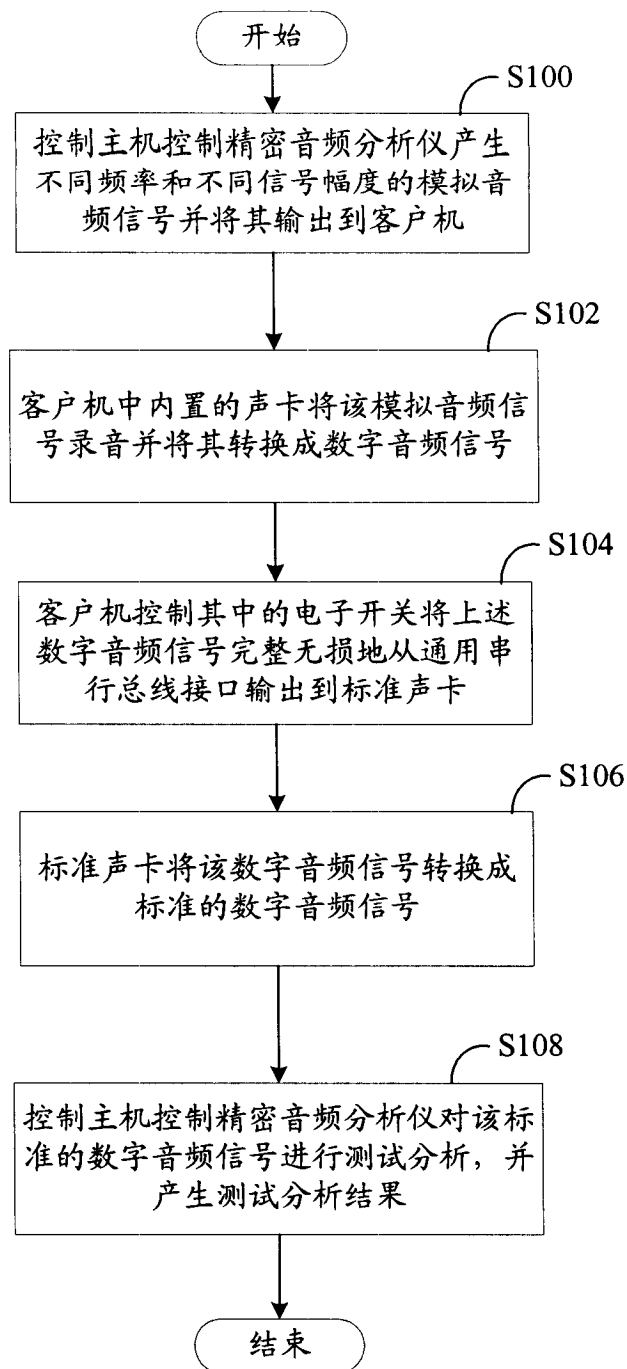 开始
S100
控制主机控制精密音频分析仪产生
不同频率和不同信号幅度的模拟音
频信号并将其输出到客户机
S102
客户机中内置的声卡将该模拟音频信
号录音并将其转换成数字音频信号
S104
客户机控制其中的电子开关将上述
数字音频信号完整无损地从通用串
行总线接口输出到标准声卡
S106
标准声卡将该数字音频信号转换成
标准的数字音频信号
S108
控制主机控制精密音频分析仪对该标
准的数字音频信号进行测试分析，并
产生测试分析结果
结束